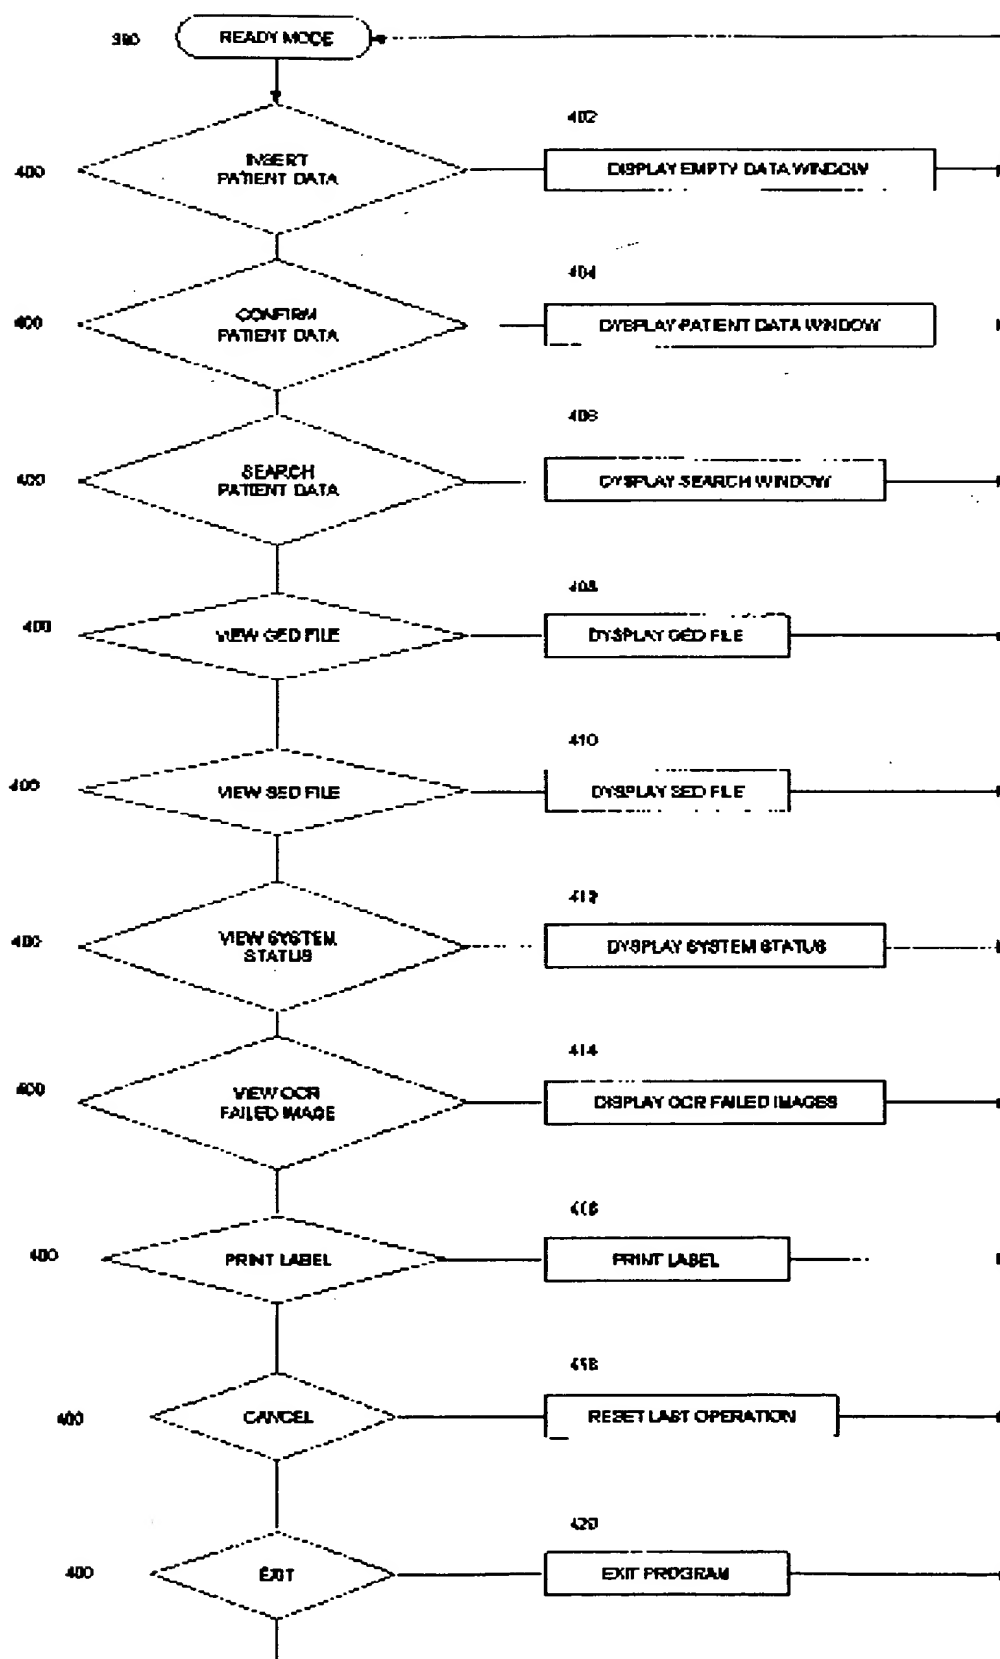 390
READY MODE
402
400
INSERT
PATIENT DATA
DISPLAY EMPTY DATA WINDOW
404
400
CONFIRM
PATIENT DATA
DYSPLAY PATIENT DATA WINDOW
406
400
SEARCH
PATIENT DATA
DYSPLAY SEARCH WINDOW
408
400
VIEW GED FILE
DYSPLAY GED FILE
410
400
VIEW SED FILE
DYSPLAY SED FILE
412
400
VIEW SYSTEM
STATUS
DYSPLAY SYSTEM STATUS
414
400
VIEW OCR
FAILED IMAGE
DISPLAY OCR FAILED IMAGES
416
400
PRINT LABEL
PRINT LABEL
418
400
CANCEL
RESET LAST OPERATION
420
400
EXIT
EXIT PROGRAM